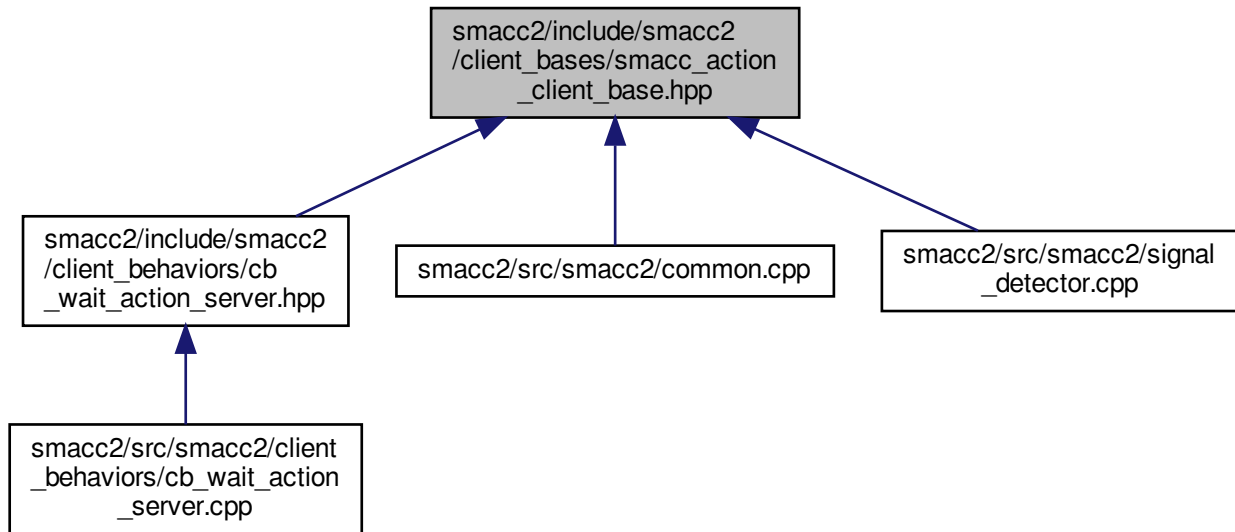 smacc2/include/smacc2
/client_bases/smacc_action
_client_base.hpp
smacc2/include/smacc2
/client_behaviors/cb
_wait_action_server.hpp
smacc2/src/smacc2/common.cpp
smacc2/src/smacc2/signal
_detector.cpp
smacc2/src/smacc2/client
_behaviors/cb_wait_action
_server.cpp